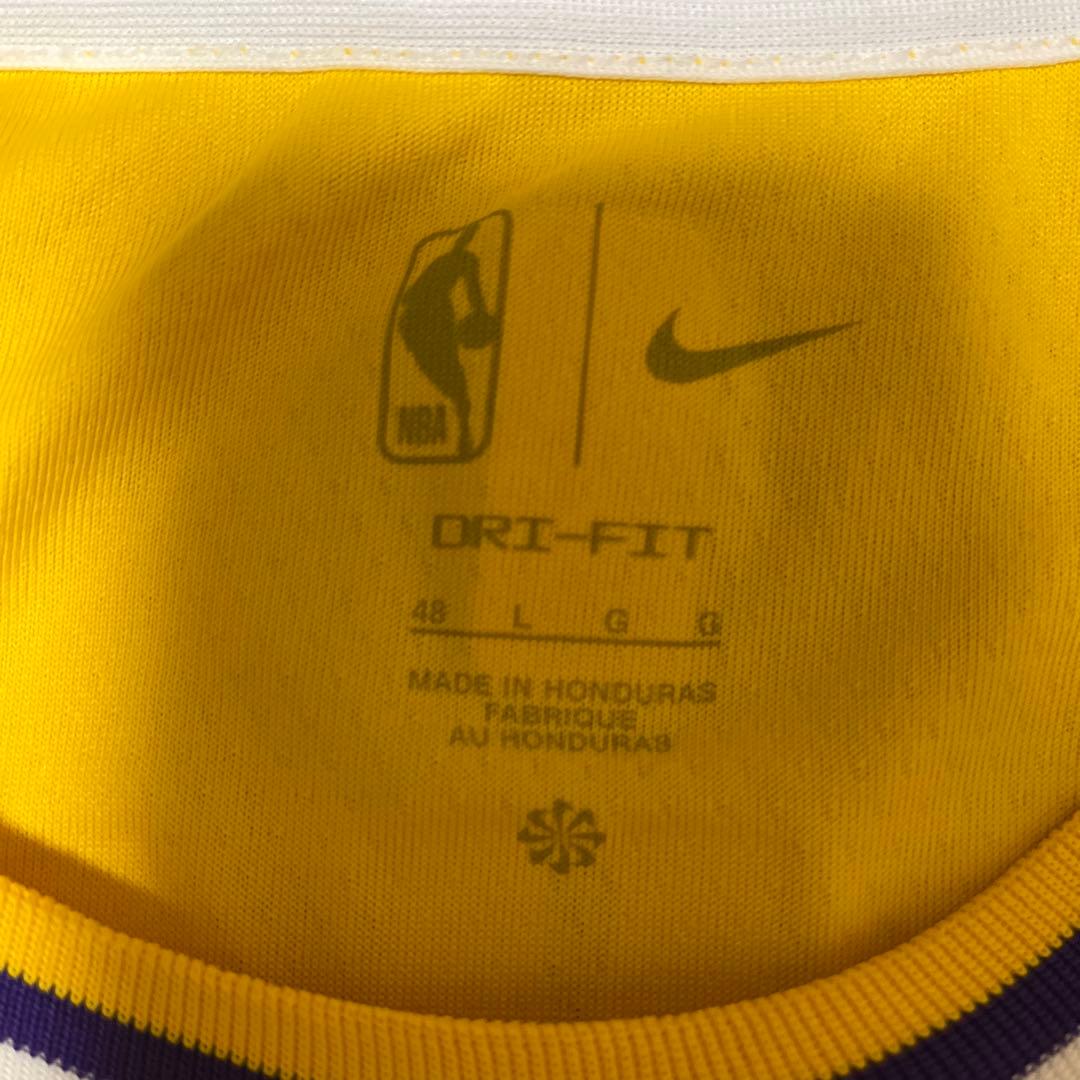 NBA
DRI-FIT
48 L G G
MADE IN HONDURAS
FABRIQUE
AU HONDURAS